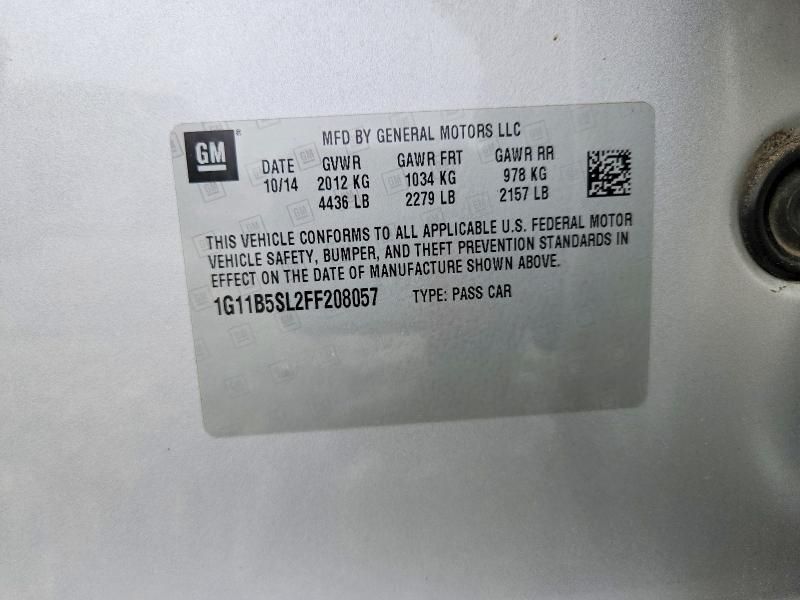 GM®
MFD BY GENERAL MOTORS LLC
DATE GVWR GAWR FRT GAWR RR
10/14 2012 KG 1034 KG 978 KG
4436 LB 2279 LB 2157 LB
THIS VEHICLE CONFORMS TO ALL APPLICABLE U.S. FEDERAL MOTOR
VEHICLE SAFETY, BUMPER, AND THEFT PREVENTION STANDARDS IN
EFFECT ON THE DATE OF MANUFACTURE SHOWN ABOVE.
1G11B5SL2FF208057 TYPE: PASS CAR